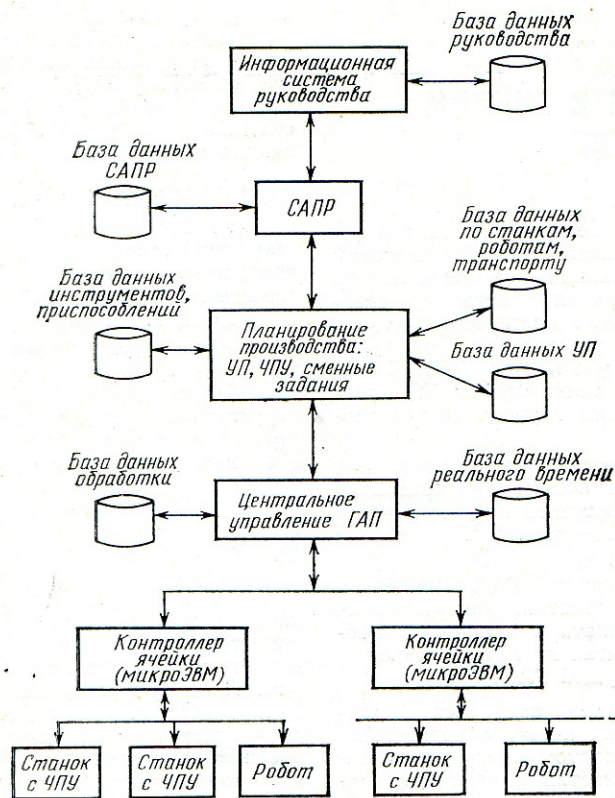 База данных
руководства
Информационная
система
руководства
База данных
САПР
САПР
База данных
по станкам,
роботам,
транспорту
База данных
инструментов,
приспособлений
Планирование
производства:
УП, ЧПУ, сменные
задания
База данных УП
База данных
обработки
Центральное
управление ГАП
База данных
реального времени
Контроллер
ячейки
(микроЭВМ)
Контроллер
ячейки
(микроЭВМ)
Станок
с ЧПУ
Станок
с ЧПУ
Робот
Станок
с ЧПУ
Робот